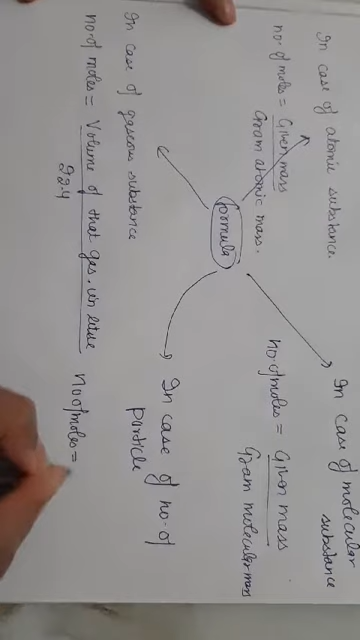 In case of atomic substance.
no. of moles = Given mass
Gram atomic mass.
In case of gaseous substance
no. of moles = Volume of that gas. in litre
22.4
formula
In case of molecular
substance
no. of moles = Given mass
Gram molecular mass
In case of no. of
particle
No of moles =